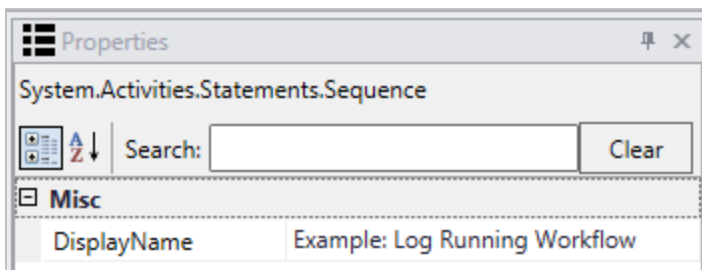 Properties
System.Activities.Statements.Sequence
A Z Search: Clear
Misc
DisplayName Example: Log Running Workflow